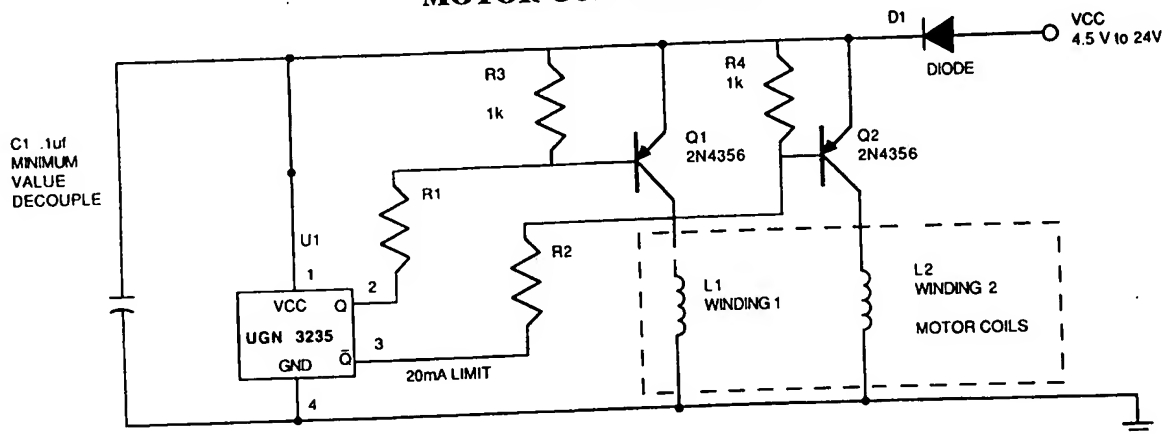 D1
VCC
4.5 V to 24V
DIODE
R3
1k
R4
1k
Q1
2N4356
Q2
2N4356
C1 .1uf
MINIMUM
VALUE
DECOUPLE
R1
R2
U1
1
VCC
Q
2
UGN 3235
Q̅
3
GND
4
20mA LIMIT
L1
WINDING 1
L2
WINDING 2
MOTOR COILS